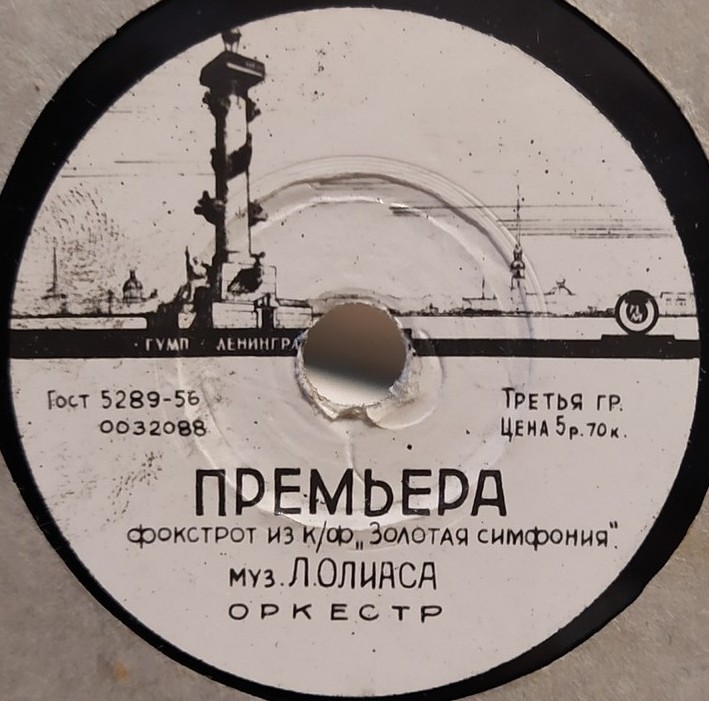 ГУМП ЛЕНИНГРА
ГОСТ 5289-56
0032088
ТРЕТЬЯ ГР.
ЦЕНА 5р.70к.
ПРЕМЬЕРА
ФОКСТРОТ ИЗ К/ФФ„ЗОЛОТАЯ СИМФОНИЯ".
МУЗ.Л.ОЛИАСА
ОРКЕСТР